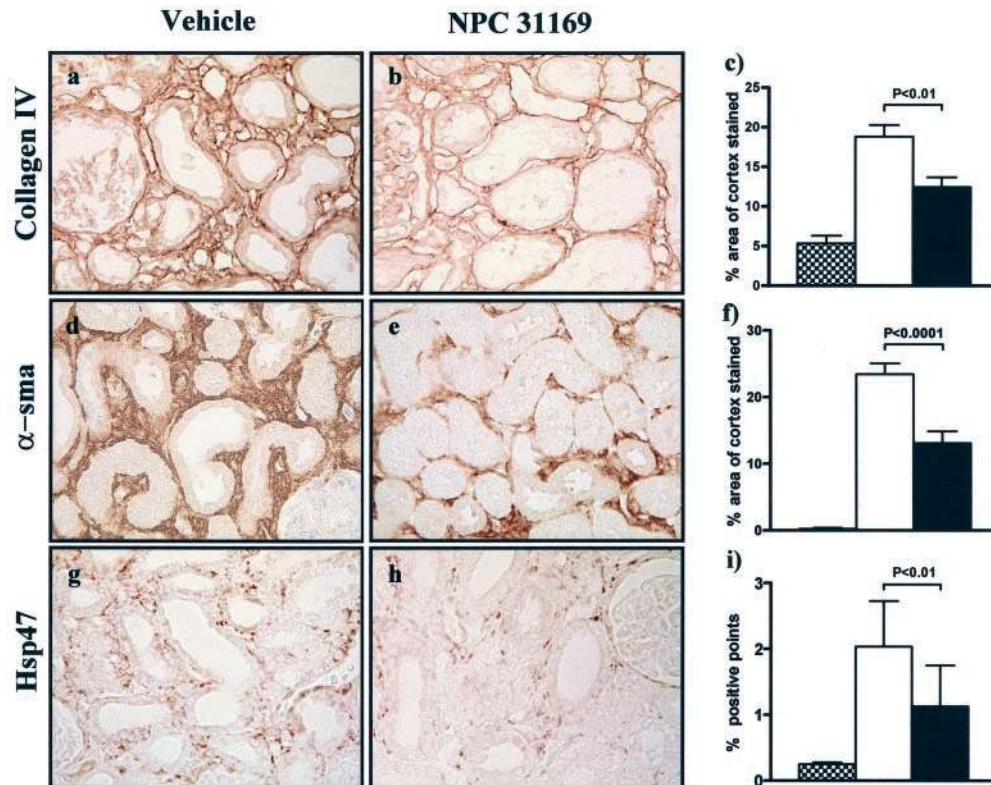 Vehicle
NPC 31169
Collagen IV
a
b
c)
% area of cortex stained
25
20
15
10
5
0
P<0.01
α–sma
d
e
f)
% area of cortex stained
30
20
10
0
P<0.0001
Hsp47
g
h
i)
% positive points
3
2
1
0
P<0.01